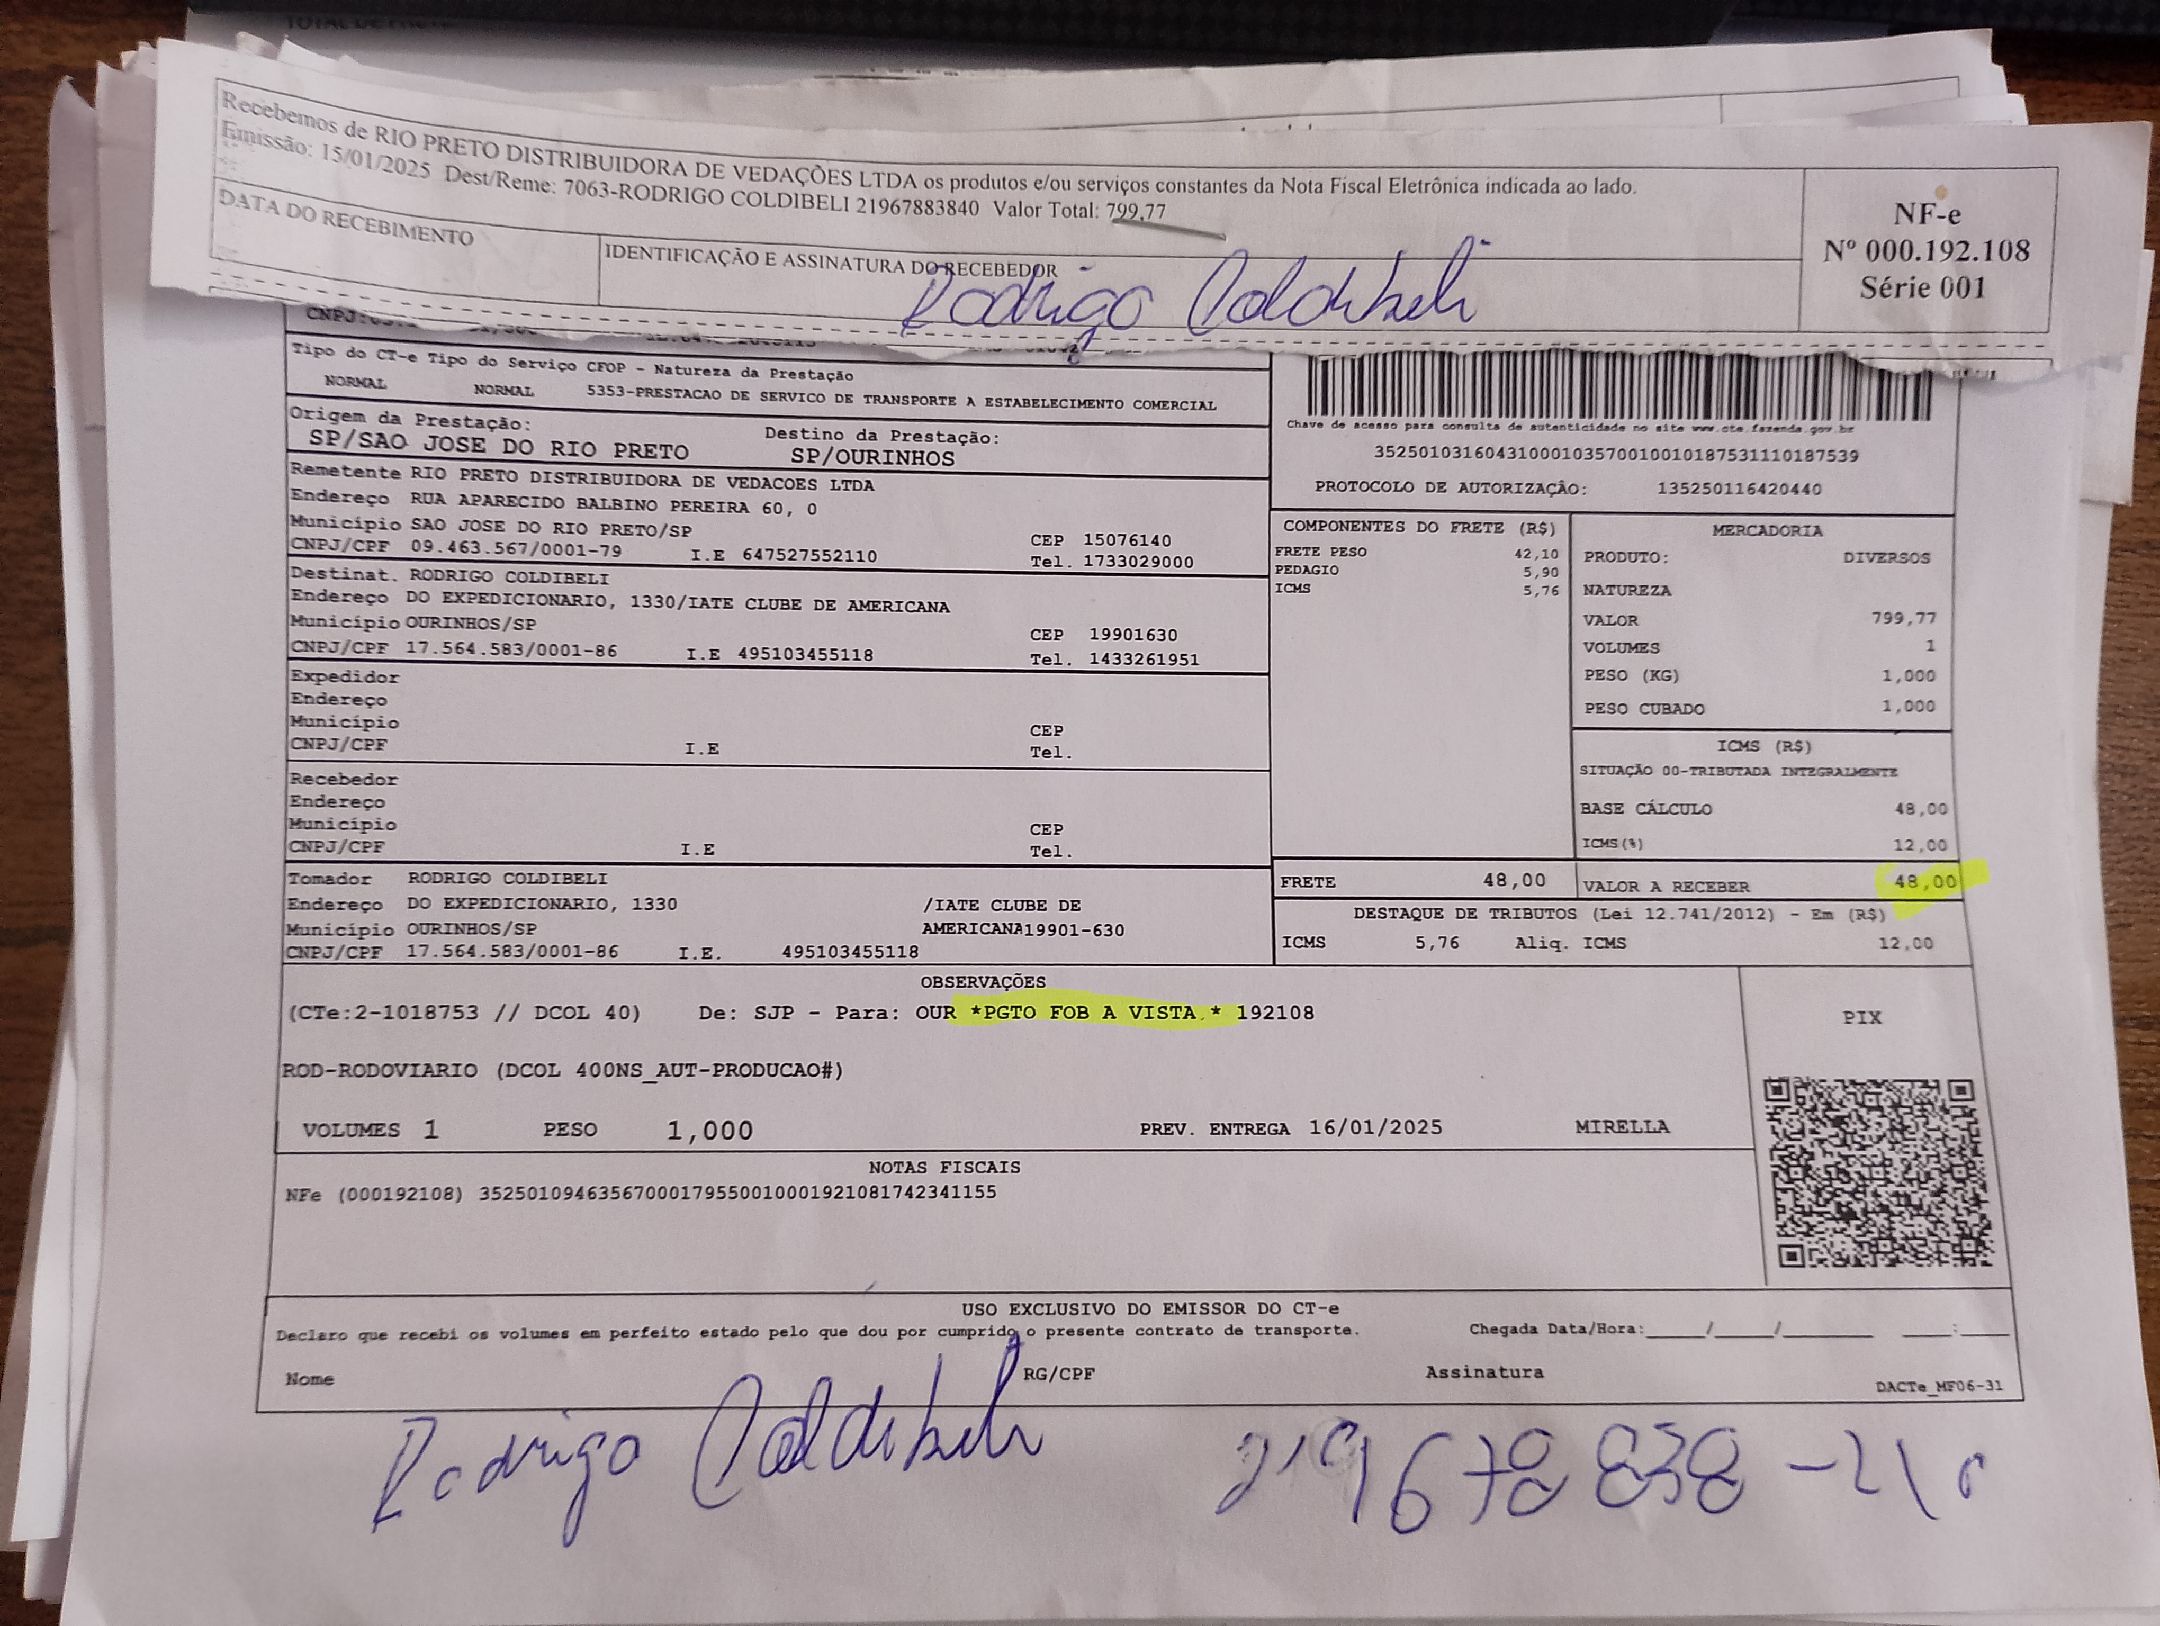 Recebemos de RIO PRETO DISTRIBUIDORA DE VEDAÇÕES LTDA os produtos e/ou serviços constantes da Nota Fiscal Eletrônica indicada ao lado.
Emissão: 15/01/2025 Dest/Reme: 7063-RODRIGO COLDIBELI 21967883840 Valor Total: 799,77
DATA DO RECEBIMENTO
IDENTIFICAÇÃO E ASSINATURA DO RECEBEDOR
Rodrigo Coldibeli
NF-e
Nº 000.192.108
Série 001
Tipo do CT-e Tipo do Serviço CFOP - Natureza da Prestação
NORMAL NORMAL 5353-PRESTACAO DE SERVICO DE TRANSPORTE A ESTABELECIMENTO COMERCIAL
Origem da Prestação: Destino da Prestação:
SP/SAO JOSE DO RIO PRETO SP/OURINHOS
Chave de acesso para consulta de autenticidade no site www.cte.fazenda.gov.br
35250103160431000103570010010187531110187539
PROTOCOLO DE AUTORIZAÇÃO: 135250116420440
Remetente RIO PRETO DISTRIBUIDORA DE VEDACOES LTDA
Endereço RUA APARECIDO BALBINO PEREIRA 60, 0
Município SAO JOSE DO RIO PRETO/SP CEP 15076140
CNPJ/CPF 09.463.567/0001-79 I.E 647527552110 Tel. 1733029000
Destinat. RODRIGO COLDIBELI
Endereço DO EXPEDICIONARIO, 1330/IATE CLUBE DE AMERICANA
Município OURINHOS/SP CEP 19901630
CNPJ/CPF 17.564.583/0001-86 I.E 495103455118 Tel. 1433261951
Expedidor
Endereço
Município CEP
CNPJ/CPF I.E Tel.
Recebedor
Endereço
Município CEP
CNPJ/CPF I.E Tel.
Tomador RODRIGO COLDIBELI
Endereço DO EXPEDICIONARIO, 1330 /IATE CLUBE DE
Município OURINHOS/SP AMERICANA19901-630
CNPJ/CPF 17.564.583/0001-86 I.E. 495103455118
COMPONENTES DO FRETE (R$)
FRETE PESO 42,10
PEDAGIO 5,90
ICMS 5,76
MERCADORIA
PRODUTO: DIVERSOS
NATUREZA
VALOR 799,77
VOLUMES 1
PESO (KG) 1,000
PESO CUBADO 1,000
ICMS (R$)
SITUAÇÃO 00-TRIBUTADA INTEGRALMENTE
BASE CÁLCULO 48,00
ICMS(%) 12,00
FRETE 48,00 VALOR A RECEBER 48,00
DESTAQUE DE TRIBUTOS (Lei 12.741/2012) - Em (R$)
ICMS 5,76 Aliq. ICMS 12,00
OBSERVAÇÕES
(CTe:2-1018753 // DCOL 40) De: SJP - Para: OUR *PGTO FOB A VISTA.* 192108
ROD-RODOVIARIO (DCOL 400NS_AUT-PRODUCAO#)
VOLUMES 1 PESO 1,000 PREV. ENTREGA 16/01/2025 MIRELLA
PIX
NOTAS FISCAIS
NFe (000192108) 35250109463567000179550010001921081742341155
USO EXCLUSIVO DO EMISSOR DO CT-e
Declaro que recebi os volumes em perfeito estado pelo que dou por cumprido o presente contrato de transporte. Chegada Data/Hora:_____/_____/_______ ____:____
Nome RG/CPF Assinatura
DACTe_MF06-31
Rodrigo Coldibeli